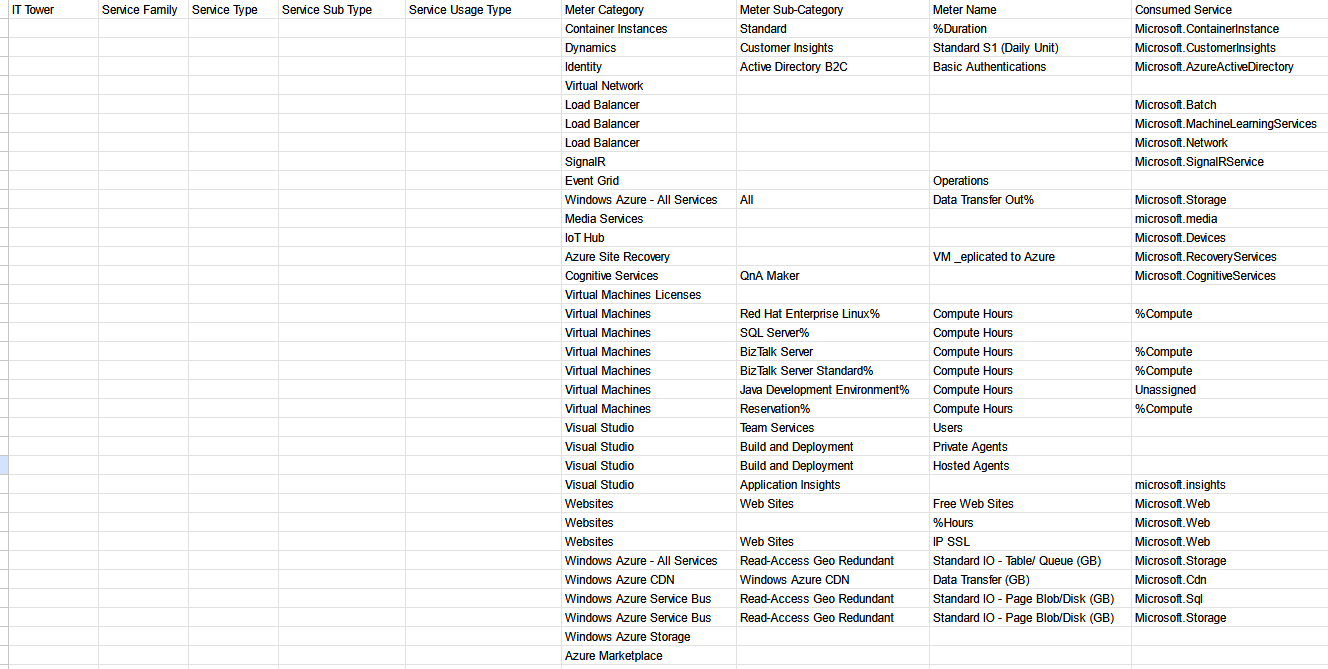 IT Tower Service Family Service Type Service Sub Type Service Usage Type Meter Category Meter Sub-Category Meter Name Consumed Service
Container Instances Standard %Duration Microsoft.ContainerInstance
Dynamics Customer Insights Standard S1 (Daily Unit) Microsoft.CustomerInsights
Identity Active Directory B2C Basic Authentications Microsoft.AzureActiveDirectory
Virtual Network
Load Balancer Microsoft.Batch
Load Balancer Microsoft.MachineLearningServices
Load Balancer Microsoft.Network
SignalR Microsoft.SignalRService
Event Grid Operations
Windows Azure - All Services All Data Transfer Out% Microsoft.Storage
Media Services microsoft.media
IoT Hub Microsoft.Devices
Azure Site Recovery VM _eplicated to Azure Microsoft.RecoveryServices
Cognitive Services QnA Maker Microsoft.CognitiveServices
Virtual Machines Licenses
Virtual Machines Red Hat Enterprise Linux% Compute Hours %Compute
Virtual Machines SQL Server% Compute Hours
Virtual Machines BizTalk Server Compute Hours %Compute
Virtual Machines BizTalk Server Standard% Compute Hours %Compute
Virtual Machines Java Development Environment% Compute Hours Unassigned
Virtual Machines Reservation% Compute Hours %Compute
Visual Studio Team Services Users
Visual Studio Build and Deployment Private Agents
Visual Studio Build and Deployment Hosted Agents
Visual Studio Application Insights microsoft.insights
Websites Web Sites Free Web Sites Microsoft.Web
Websites %Hours Microsoft.Web
Websites Web Sites IP SSL Microsoft.Web
Windows Azure - All Services Read-Access Geo Redundant Standard IO - Table/ Queue (GB) Microsoft.Storage
Windows Azure CDN Windows Azure CDN Data Transfer (GB) Microsoft.Cdn
Windows Azure Service Bus Read-Access Geo Redundant Standard IO - Page Blob/Disk (GB) Microsoft.Sql
Windows Azure Service Bus Read-Access Geo Redundant Standard IO - Page Blob/Disk (GB) Microsoft.Storage
Windows Azure Storage
Azure Marketplace